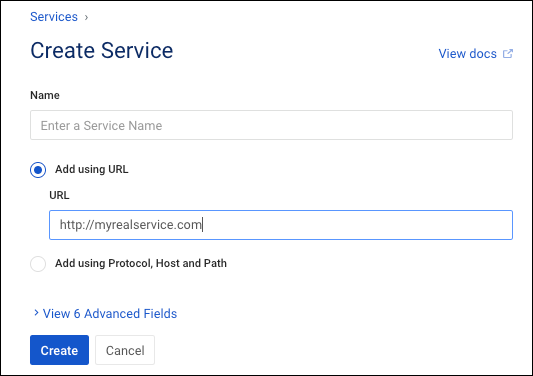 Services ›
Create Service
View docs
Name
Enter a Service Name
Add using URL
URL
http://myrealservice.com
Add using Protocol, Host and Path
View 6 Advanced Fields
Create Cancel